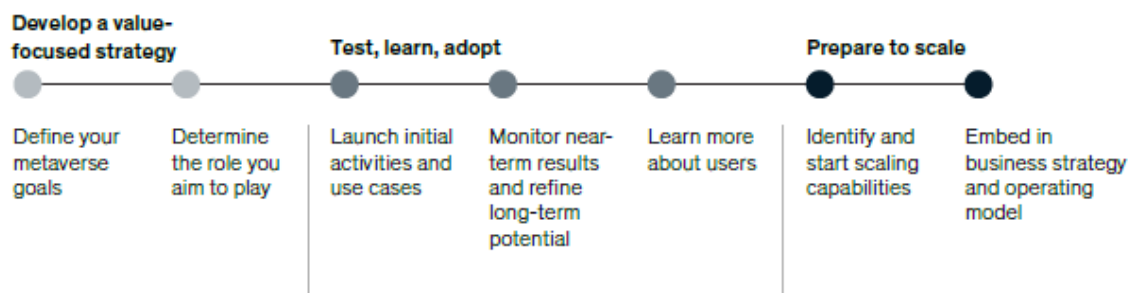 Develop a value-
focused strategy
Test, learn, adopt
Prepare to scale
Define your
metaverse
goals
Determine
the role you
aim to play
Launch initial
activities and
use cases
Monitor near-
term results
and refine
long-term
potential
Learn more
about users
Identify and
start scaling
capabilities
Embed in
business strategy
and operating
model